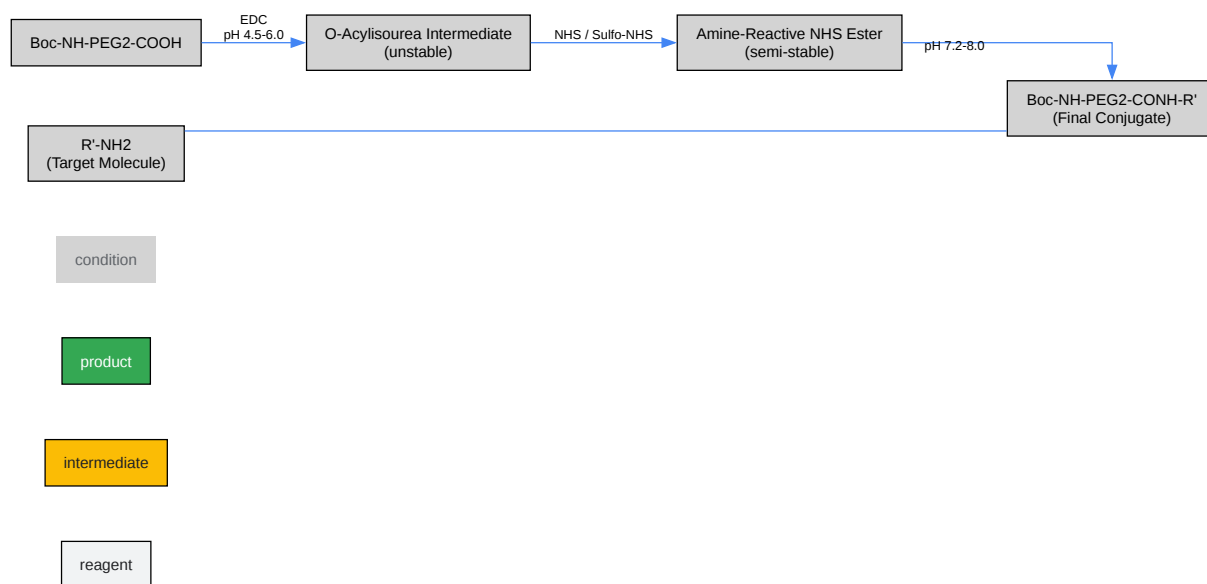 Boc-NH-PEG2-COOH
EDC
pH 4.5-6.0
O-Acylisourea Intermediate
(unstable)
NHS / Sulfo-NHS
Amine-Reactive NHS Ester
(semi-stable)
pH 7.2-8.0
Boc-NH-PEG2-CONH-R'
(Final Conjugate)
R'-NH2
(Target Molecule)
condition
product
intermediate
reagent